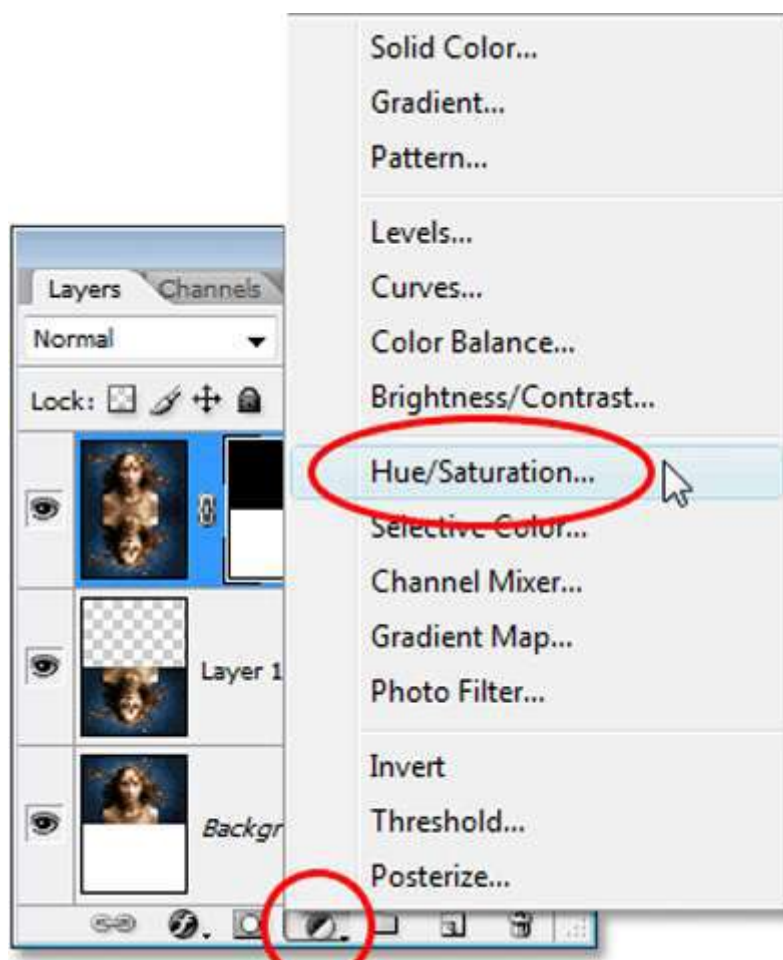 Solid Color...
Gradient...
Pattern...
Levels...
Curves...
Color Balance...
Brightness/Contrast...
Hue/Saturation...
Selective Color...
Channel Mixer...
Gradient Map...
Photo Filter...
Invert
Threshold...
Posterize...
Layers Channels
Normal
Lock:
Layer 1
Backgr